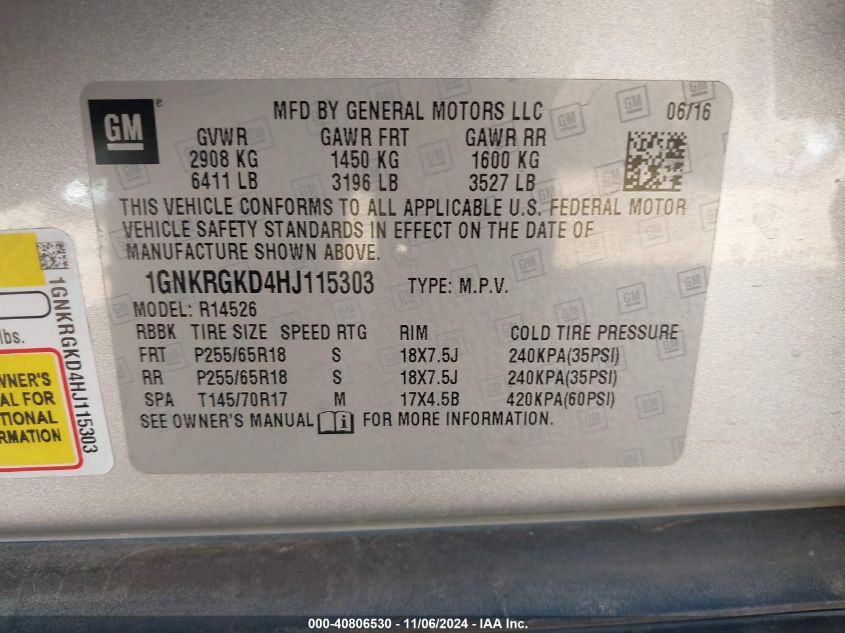 GM
®
MFD BY GENERAL MOTORS LLC 06/16
GVWR GAWR FRT GAWR RR
2908 KG 1450 KG 1600 KG
6411 LB 3196 LB 3527 LB
THIS VEHICLE CONFORMS TO ALL APPLICABLE U.S. FEDERAL MOTOR
VEHICLE SAFETY STANDARDS IN EFFECT ON THE DATE OF
MANUFACTURE SHOWN ABOVE.
1GNKRGKD4HJ115303 TYPE: M.P.V.
MODEL: R14526
RBBK TIRE SIZE SPEED RTG RIM COLD TIRE PRESSURE
FRT P255/65R18 S 18X7.5J 240KPA(35PSI)
RR P255/65R18 S 18X7.5J 240KPA(35PSI)
SPA T145/70R17 M 17X4.5B 420KPA(60PSI)
SEE OWNER'S MANUAL i FOR MORE INFORMATION.
1GNKRGKD4HJ115303
lbs.
WNER'S
AL FOR
TIONAL
RMATION
000-40806530 - 11/06/2024 - IAA Inc.